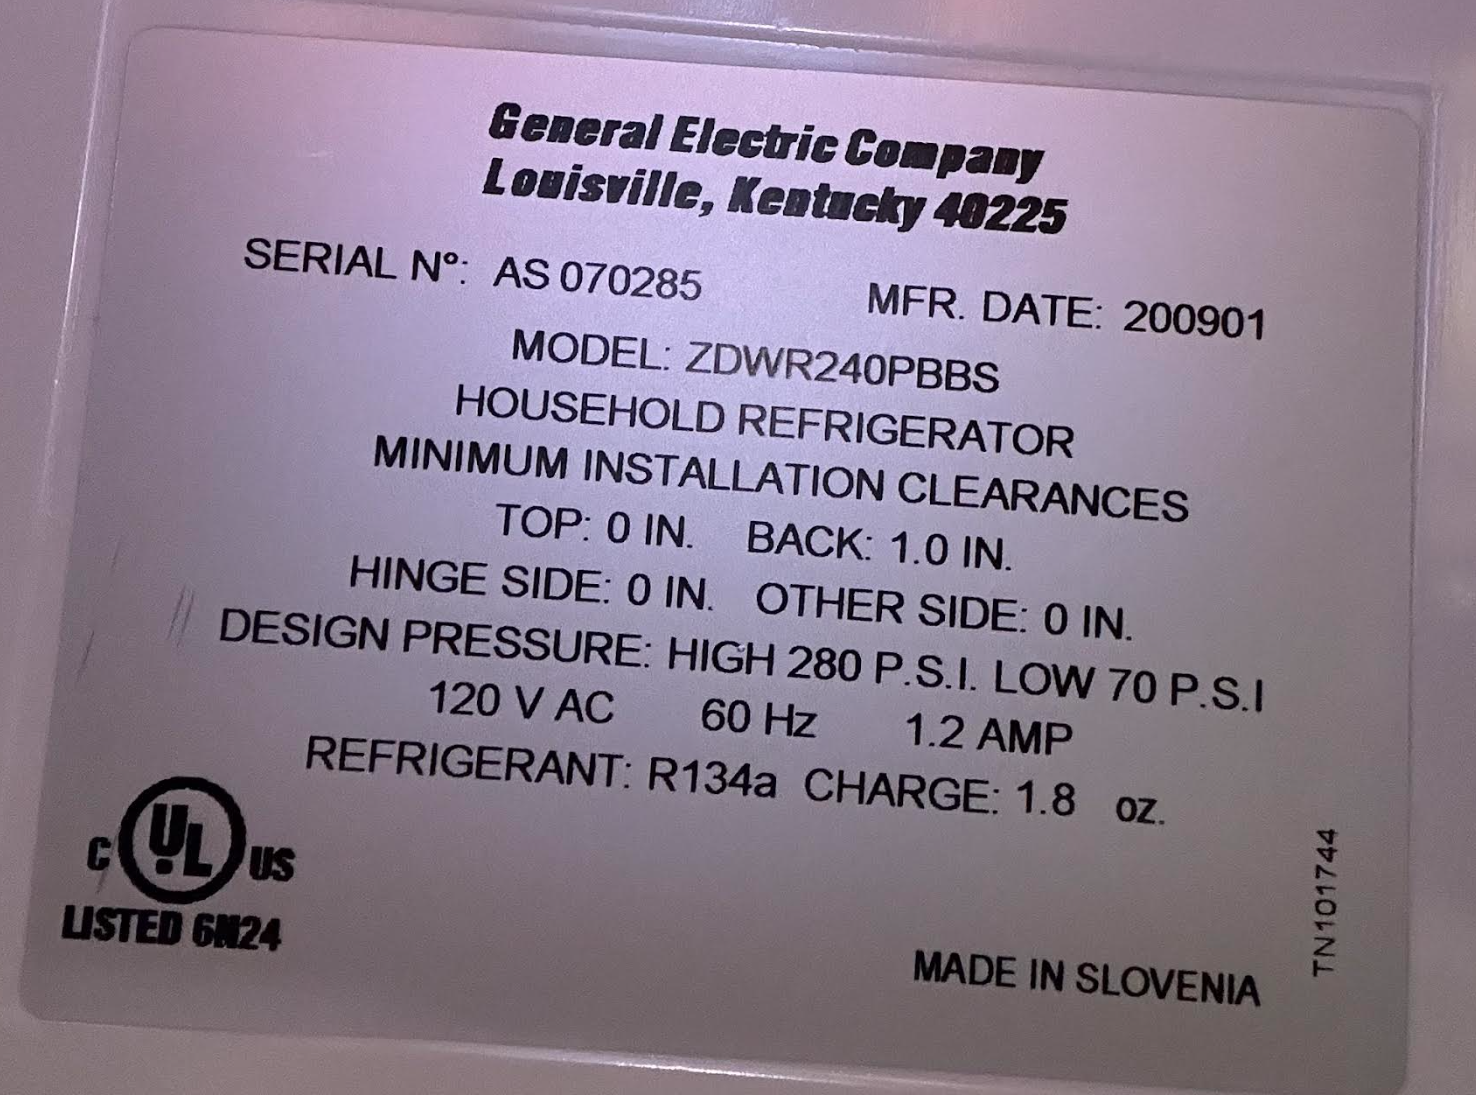 General Electric Company
Louisville, Kentucky 40225
SERIAL Nº: AS 070285 MFR. DATE: 200901
MODEL: ZDWR240PBBS
HOUSEHOLD REFRIGERATOR
MINIMUM INSTALLATION CLEARANCES
TOP: 0 IN. BACK: 1.0 IN.
HINGE SIDE: 0 IN. OTHER SIDE: 0 IN.
DESIGN PRESSURE: HIGH 280 P.S.I. LOW 70 P.S.I
120 V AC 60 Hz 1.2 AMP
REFRIGERANT: R134a CHARGE: 1.8 oz.
C UL US
LISTED 6N24
MADE IN SLOVENIA
TN101744